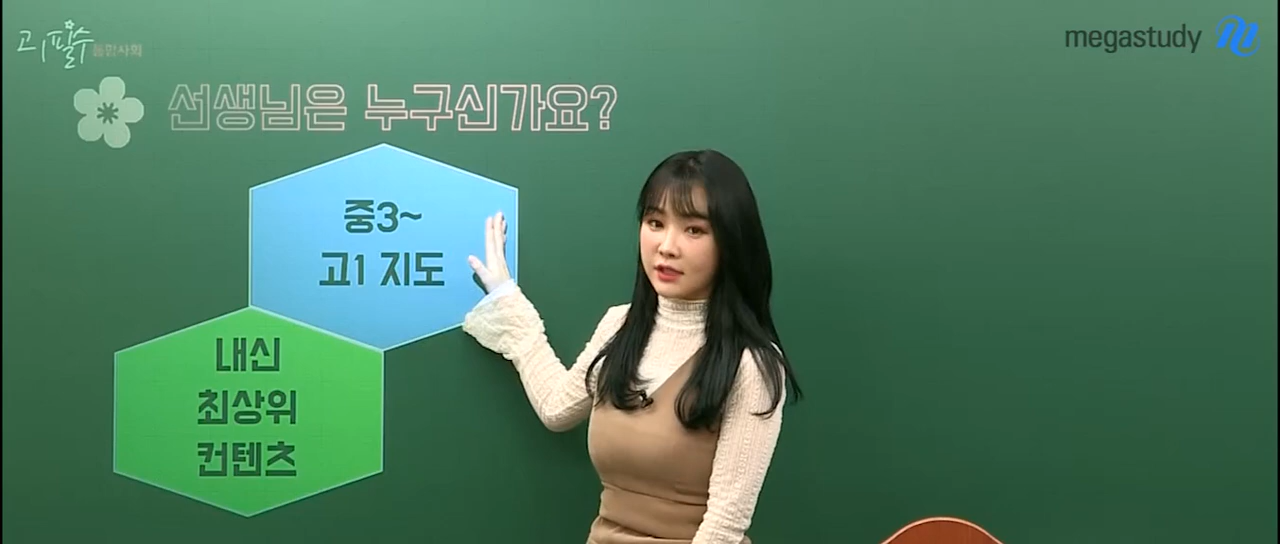 고1필수 통합사회
megastudy
선생님은 누구신가요?
중3~
고1 지도
내신
최상위
컨텐츠